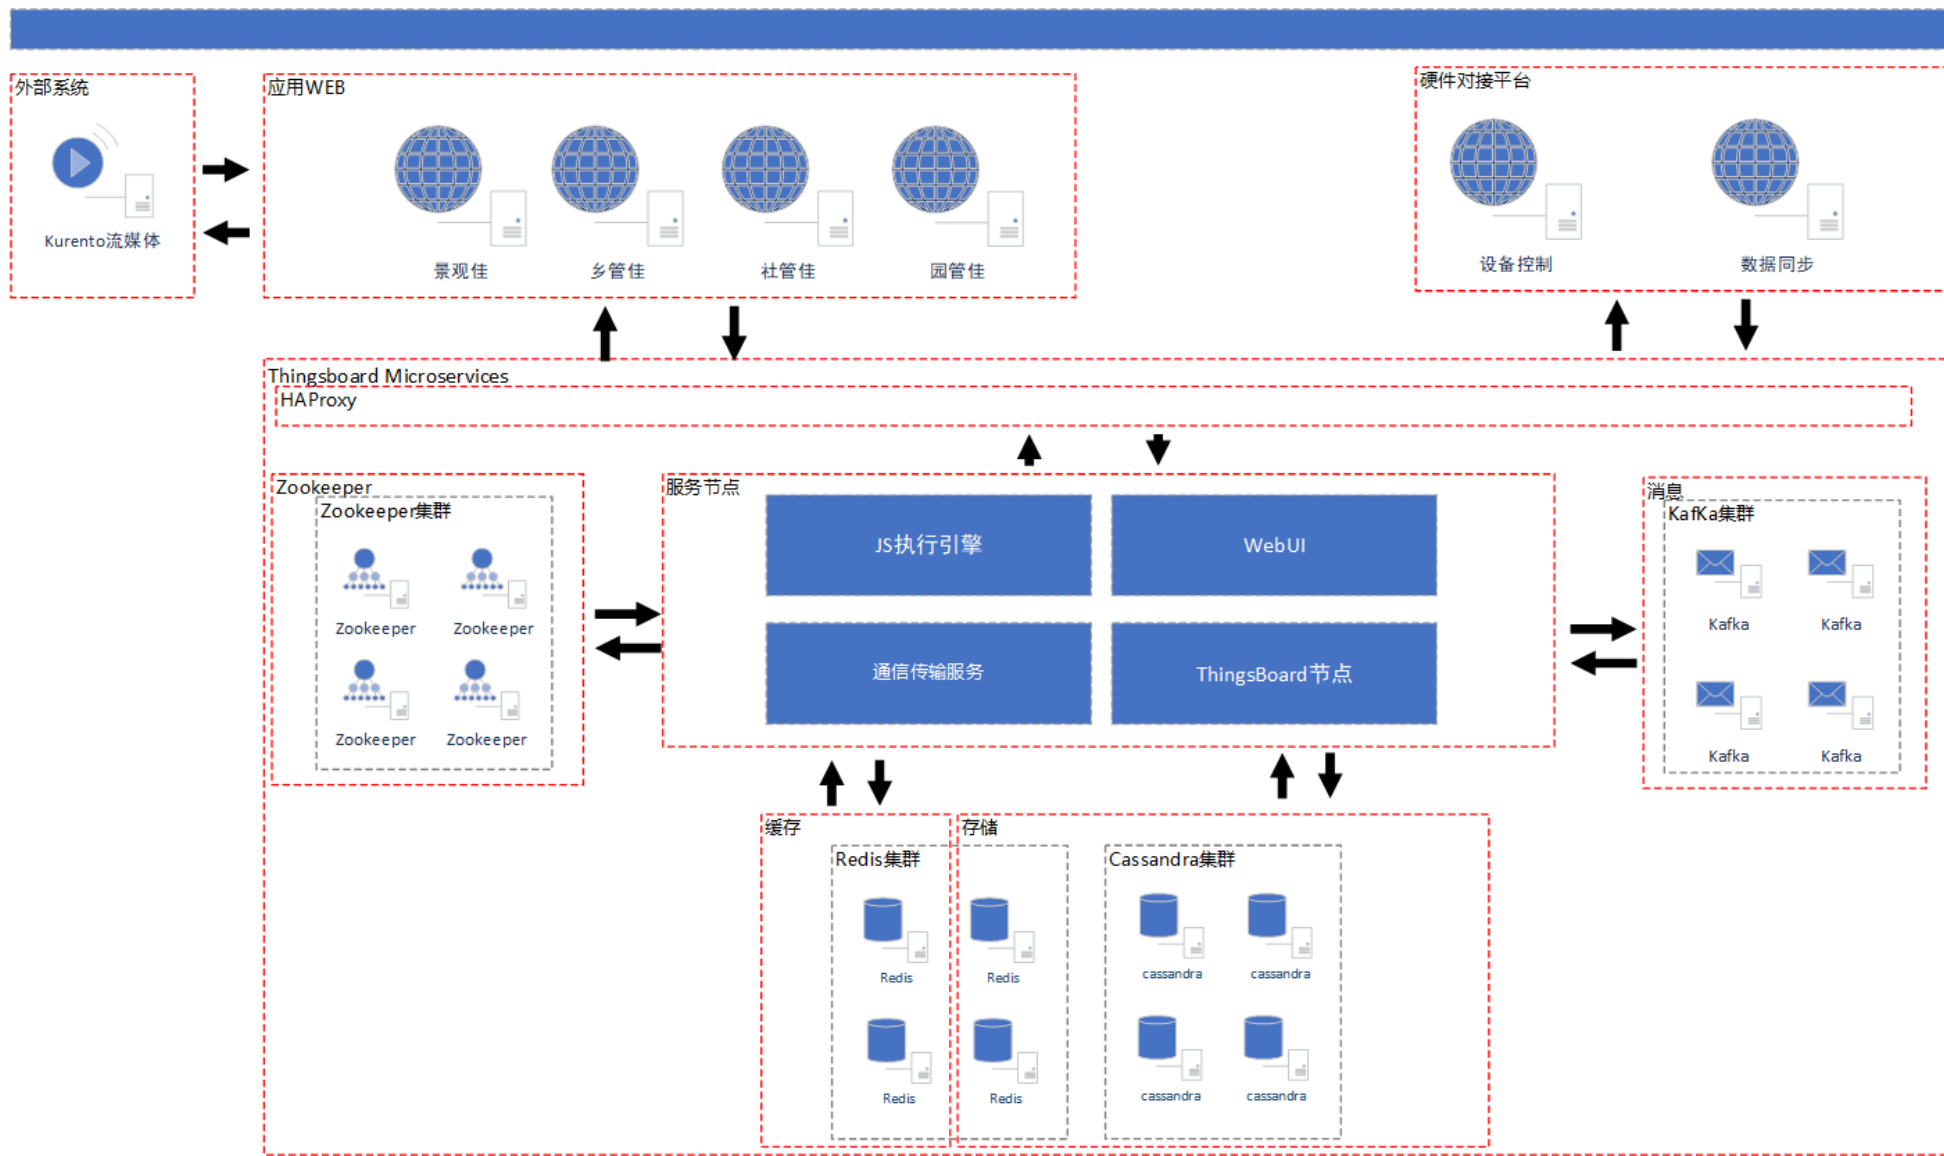 外部系统
Kurento流媒体
应用WEB
景观佳
乡管佳
社管佳
园管佳
硬件对接平台
设备控制
数据同步
Thingsboard Microservices
HAProxy
Zookeeper
Zookeeper集群
Zookeeper
Zookeeper
Zookeeper
Zookeeper
服务节点
JS执行引擎
WebUI
通信传输服务
ThingsBoard节点
消息
KafKa集群
Kafka
Kafka
Kafka
Kafka
缓存
Redis集群
Redis
Redis
Redis
Redis
存储
Cassandra集群
cassandra
cassandra
cassandra
cassandra